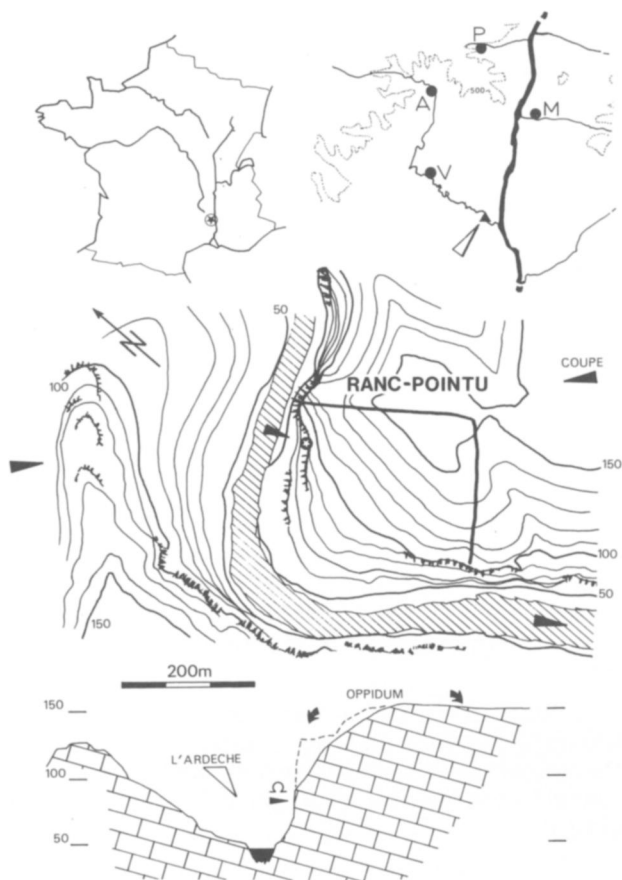 P
A
500
M
V
N
50
COUPE
RANC-POINTU
100
150
100
50
150
200m
OPPIDUM
150
L'ARDECHE
100
Ω
50